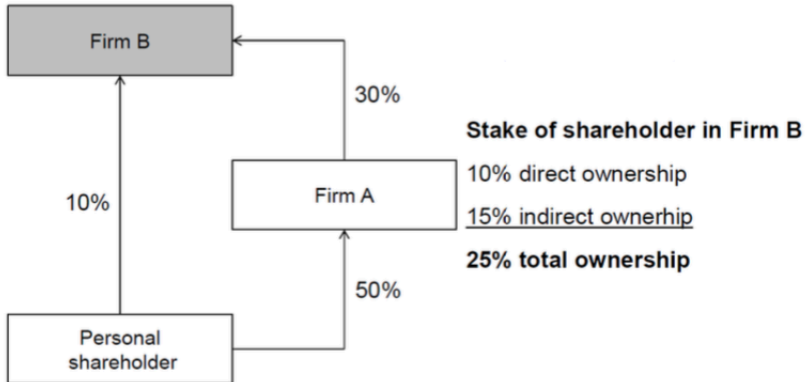 Firm B
30%
Stake of shareholder in Firm B
10% direct ownership
10%
Firm A
15% indirect ownerhip
25% total ownership
50%
Personal
shareholder